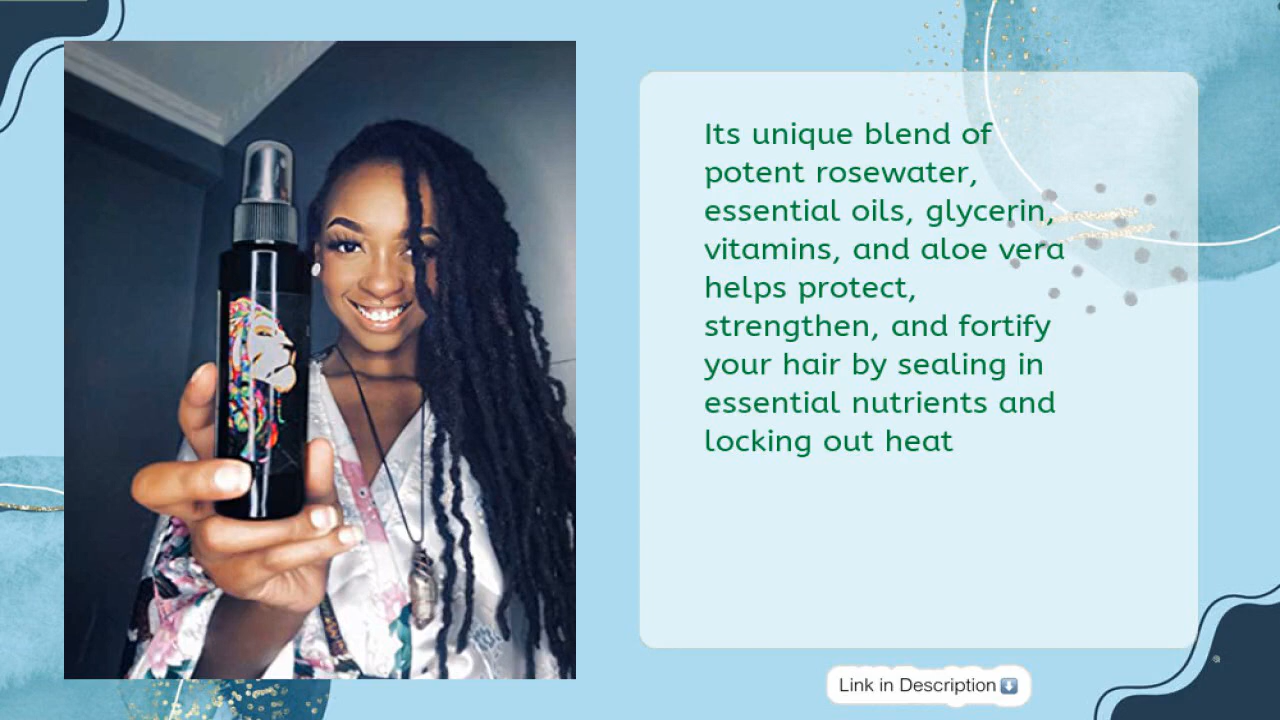 Its unique blend of
potent rosewater,
essential oils, glycerin,
vitamins, and aloe vera
helps protect,
strengthen, and fortify
your hair by sealing in
essential nutrients and
locking out heat
Link in Description⬇️